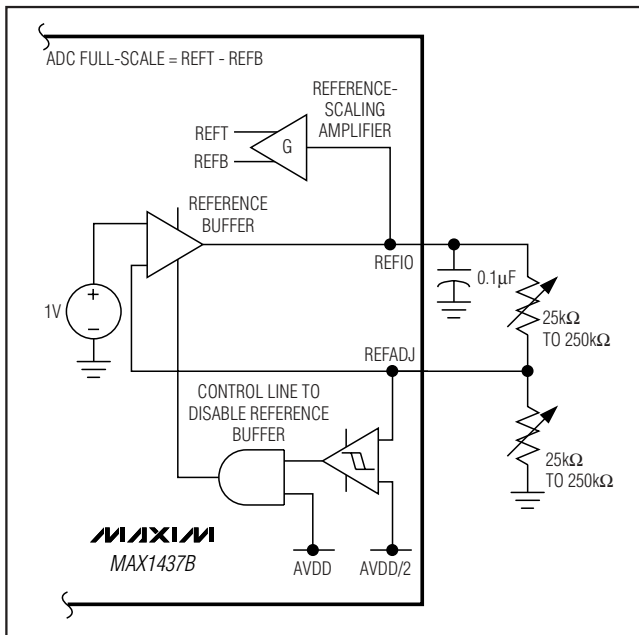 ADC FULL-SCALE = REFT - REFB
REFERENCE-
SCALING
AMPLIFIER
REFT
REFB
G
REFERENCE
BUFFER
REFIO
0.1µF
1V
+
−
25kΩ
TO 250kΩ
REFADJ
CONTROL LINE TO
DISABLE REFERENCE
BUFFER
25kΩ
TO 250kΩ
MAXIM
MAX1437B
AVDD
AVDD/2